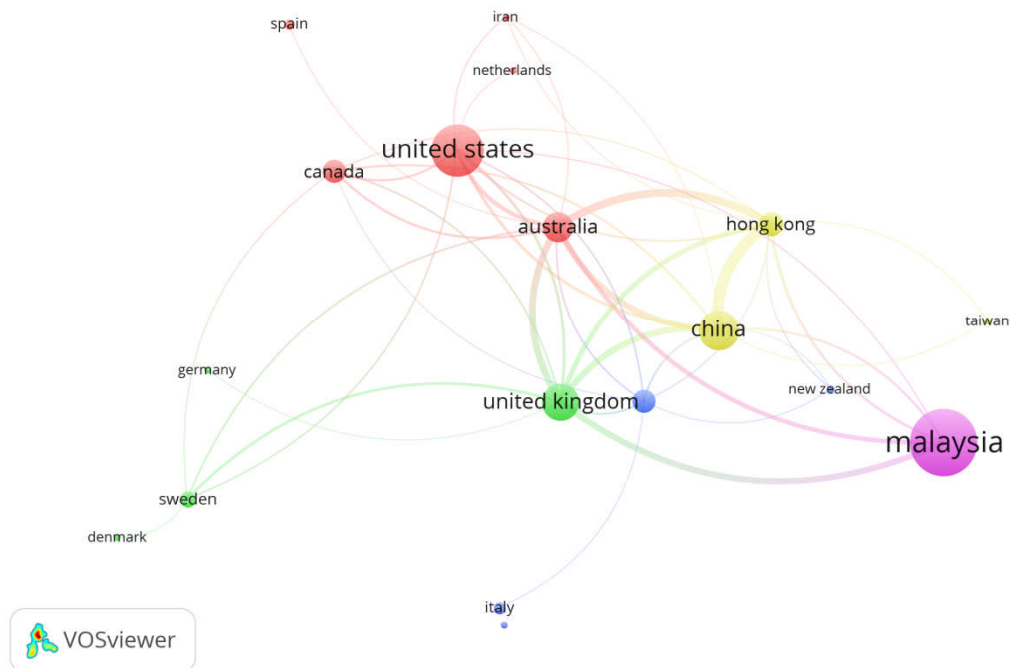 iran
spain
netherlands
united states
canada
australia
hong kong
taiwan
china
germany
new zealand
united kingdom
malaysia
sweden
denmark
italy
VOSviewer